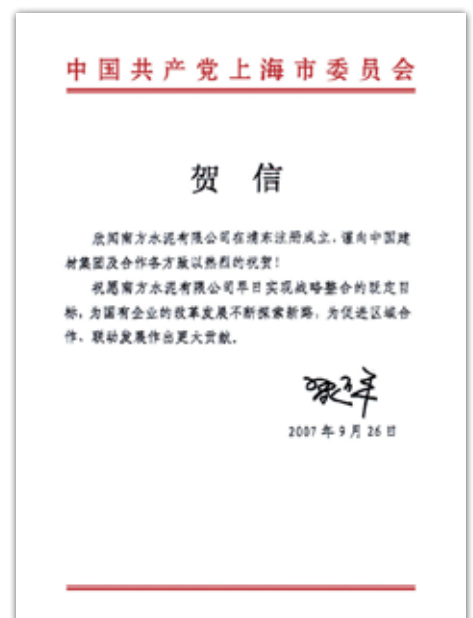 中国共产党上海市委员会
贺 信
欣闻南方水泥有限公司在浦东注册成立，谨向中国建
材集团及合作各方致以热烈的祝贺！
祝愿南方水泥有限公司早日实现战略整合的既定目
标，为国有企业的改革发展不断探索新路，为促进区域合
作、联动发展作出更大贡献。
2007年9月26日